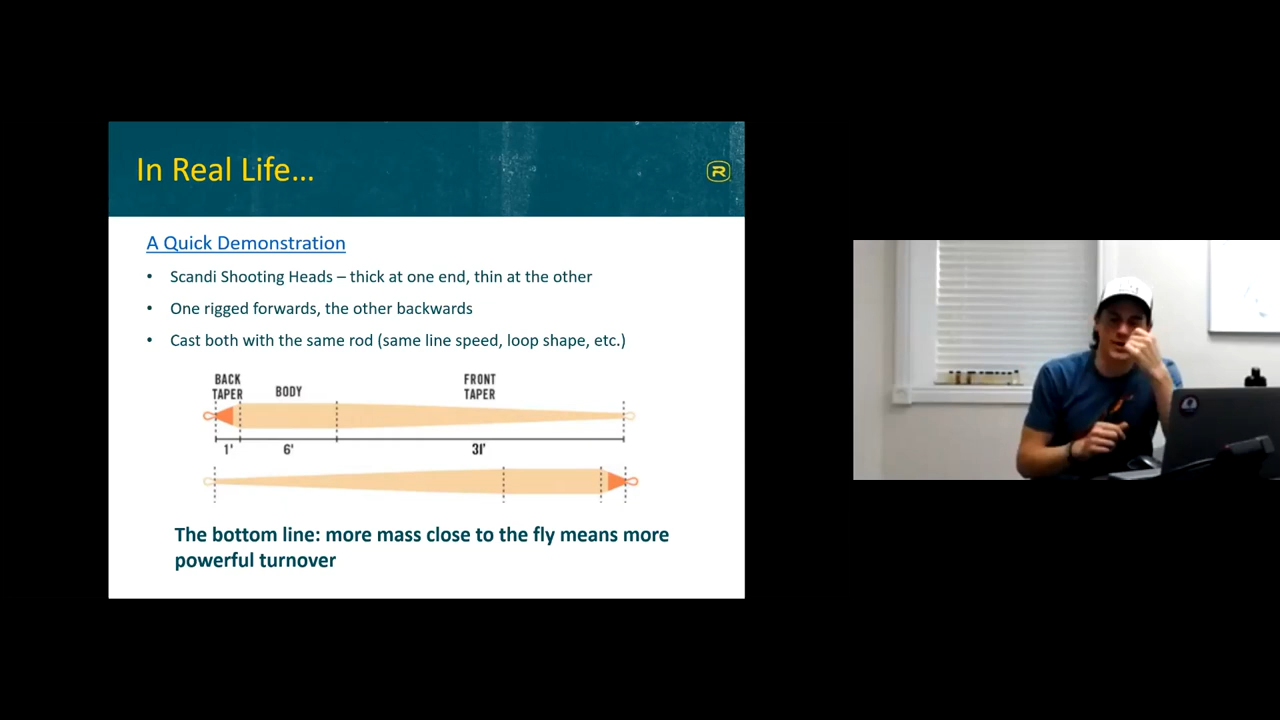 In Real Life...
A Quick Demonstration
• Scandi Shooting Heads – thick at one end, thin at the other
• One rigged forwards, the other backwards
• Cast both with the same rod (same line speed, loop shape, etc.)
BACK
TAPER
BODY
FRONT
TAPER
1'
6'
31'
The bottom line: more mass close to the fly means more
powerful turnover